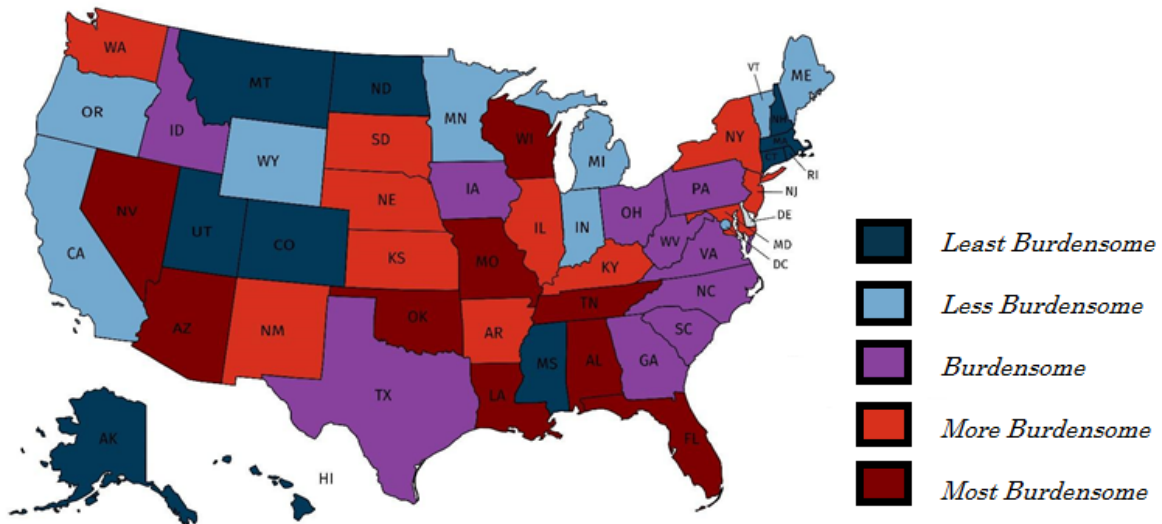 WA
MT
ND
VT
ME
OR
MN
ID
SD
WI
NH
NY
MA
WY
MI
CT
RI
IA
PA
NJ
NE
NV
OH
DE
UT
IL
IN
CA
CO
WV
MD
KS
VA
MO
KY
DC
NC
OK
TN
AZ
NM
AR
SC
MS
AL
GA
TX
LA
AK
FL
HI
Least Burdensome
Less Burdensome
Burdensome
More Burdensome
Most Burdensome